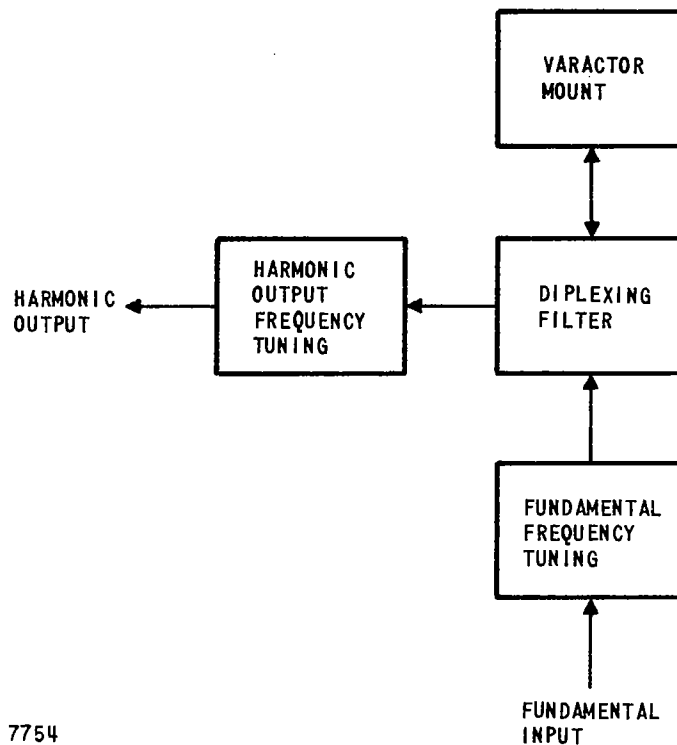 VARACTOR
MOUNT
HARMONIC
OUTPUT
FREQUENCY
TUNING
HARMONIC
OUTPUT
DIPLEXING
FILTER
FUNDAMENTAL
FREQUENCY
TUNING
FUNDAMENTAL
INPUT
7754